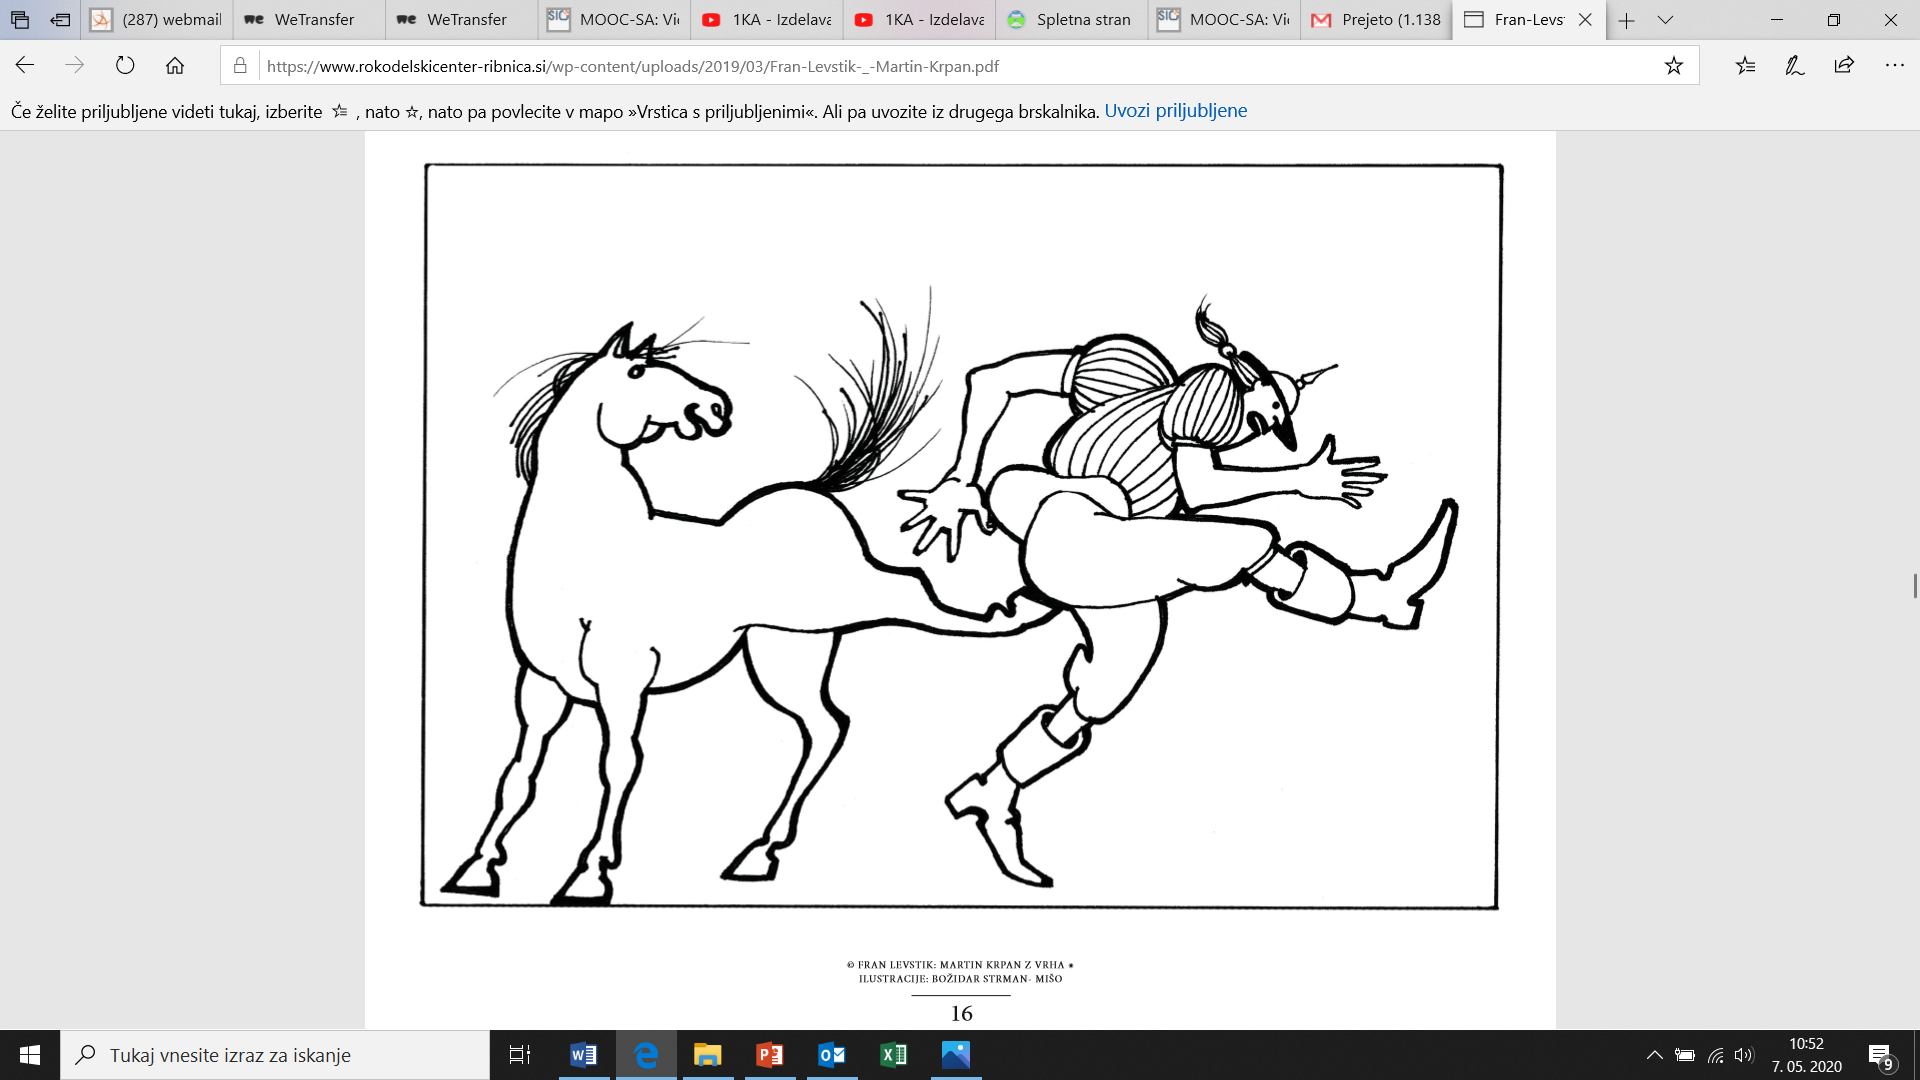 (287) webmail
WeTransfer
WeTransfer
MOOC-SA: Vi
1KA - Izdelava
1KA - Izdelava
Spletna stran
MOOC-SA: Vi
Prejeto (1.138
Fran-Levs
https://www.rokodelskicenter-ribnica.si/wp-content/uploads/2019/03/Fran-Levstik-_-Martin-Krpan.pdf
Če želite priljubljene videti tukaj, izberite , nato ☆, nato pa povlecite v mapo »Vrstica s priljubljenimi«. Ali pa uvozite iz drugega brskalnika. Uvozi priljubljene
© FRAN LEVSTIK: MARTIN KRPAN Z VRHA *
ILUSTRACIJE: BOŽIDAR STRMAN- MIŠO
16
Tukaj vnesite izraz za iskanje
10:52
7. 05. 2020
9